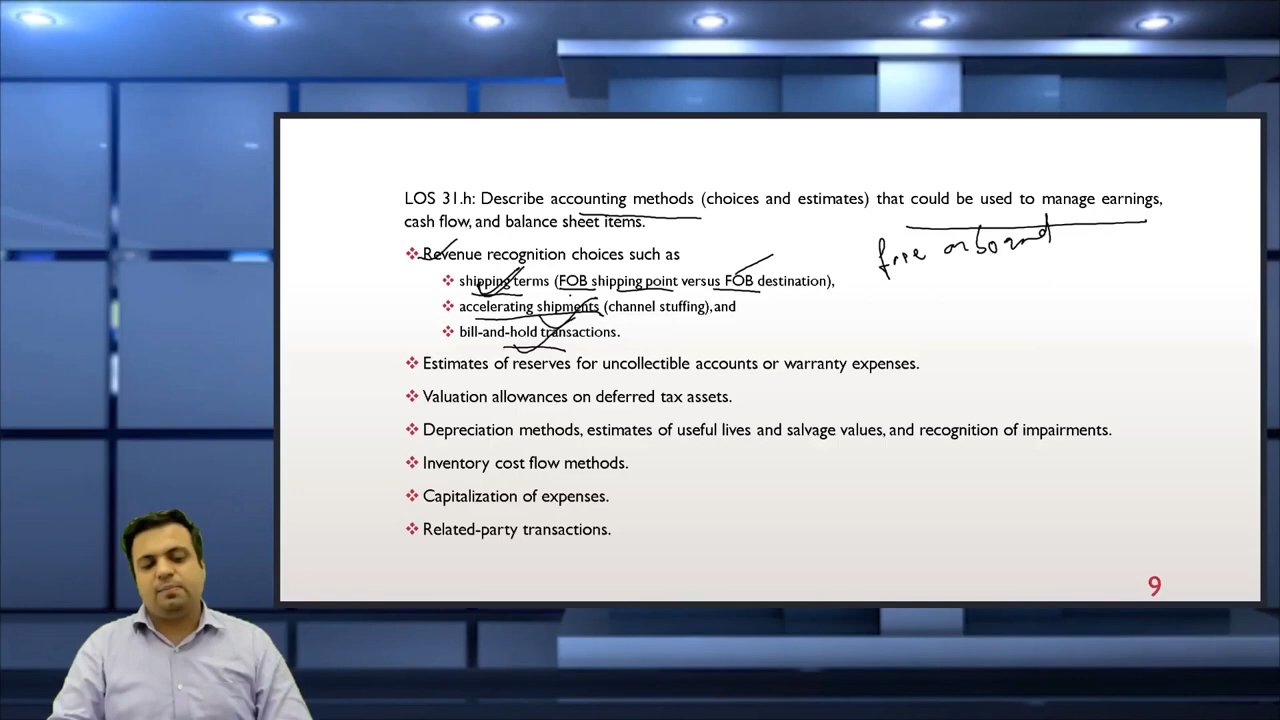 LOS 31.h: Describe accounting methods (choices and estimates) that could be used to manage earnings,
cash flow, and balance sheet items.
free onboard
❖ Revenue recognition choices such as
❖ shipping terms (FOB shipping point versus FOB destination),
❖ accelerating shipments (channel stuffing), and
❖ bill-and-hold transactions.
❖ Estimates of reserves for uncollectible accounts or warranty expenses.
❖ Valuation allowances on deferred tax assets.
❖ Depreciation methods, estimates of useful lives and salvage values, and recognition of impairments.
❖ Inventory cost flow methods.
❖ Capitalization of expenses.
❖ Related-party transactions.
9